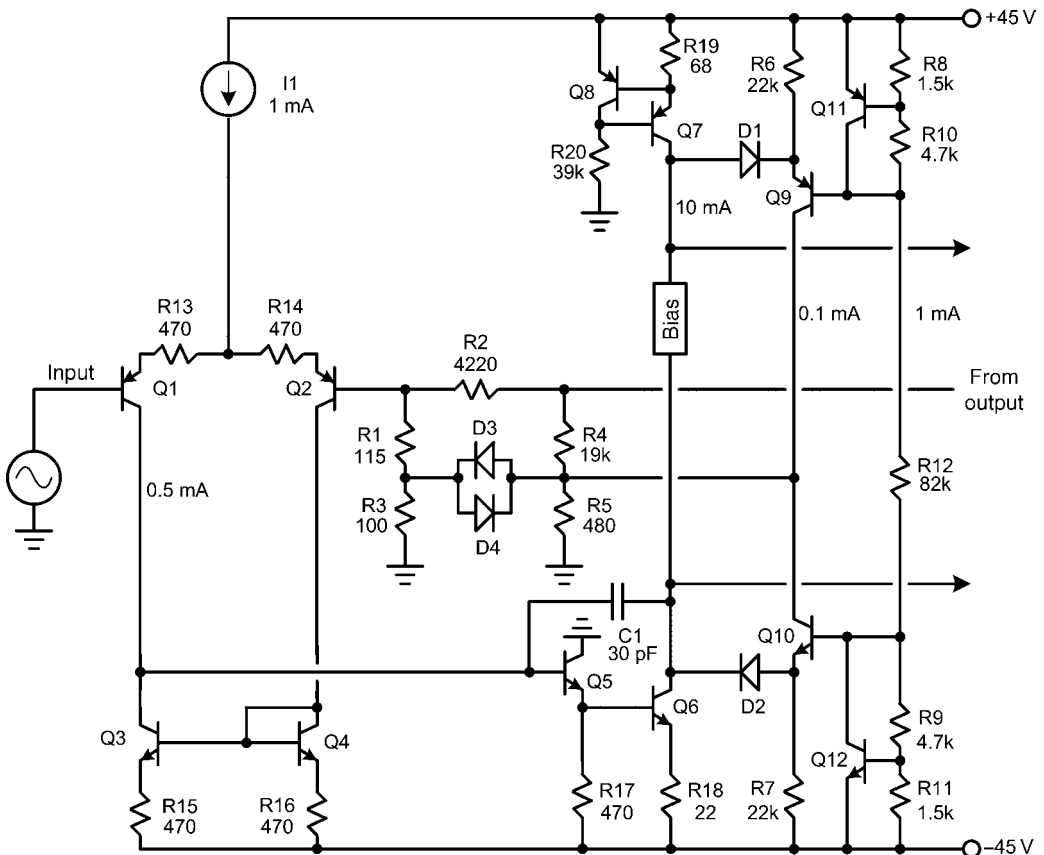 +45 V
I1
1 mA
Q8
R19
68
Q7
R20
39k
D1
R6
22k
Q11
R8
1.5k
R10
4.7k
Q9
10 mA
Bias
0.1 mA
1 mA
R13
470
R14
470
Input
Q1
Q2
R2
4220
From
output
R1
115
D3
R4
19k
R12
82k
0.5 mA
R3
100
D4
R5
480
C1
30 pF
Q5
Q6
Q10
D2
Q3
Q4
R9
4.7k
Q12
R15
470
R16
470
R17
470
R18
22
R7
22k
R11
1.5k
–45 V